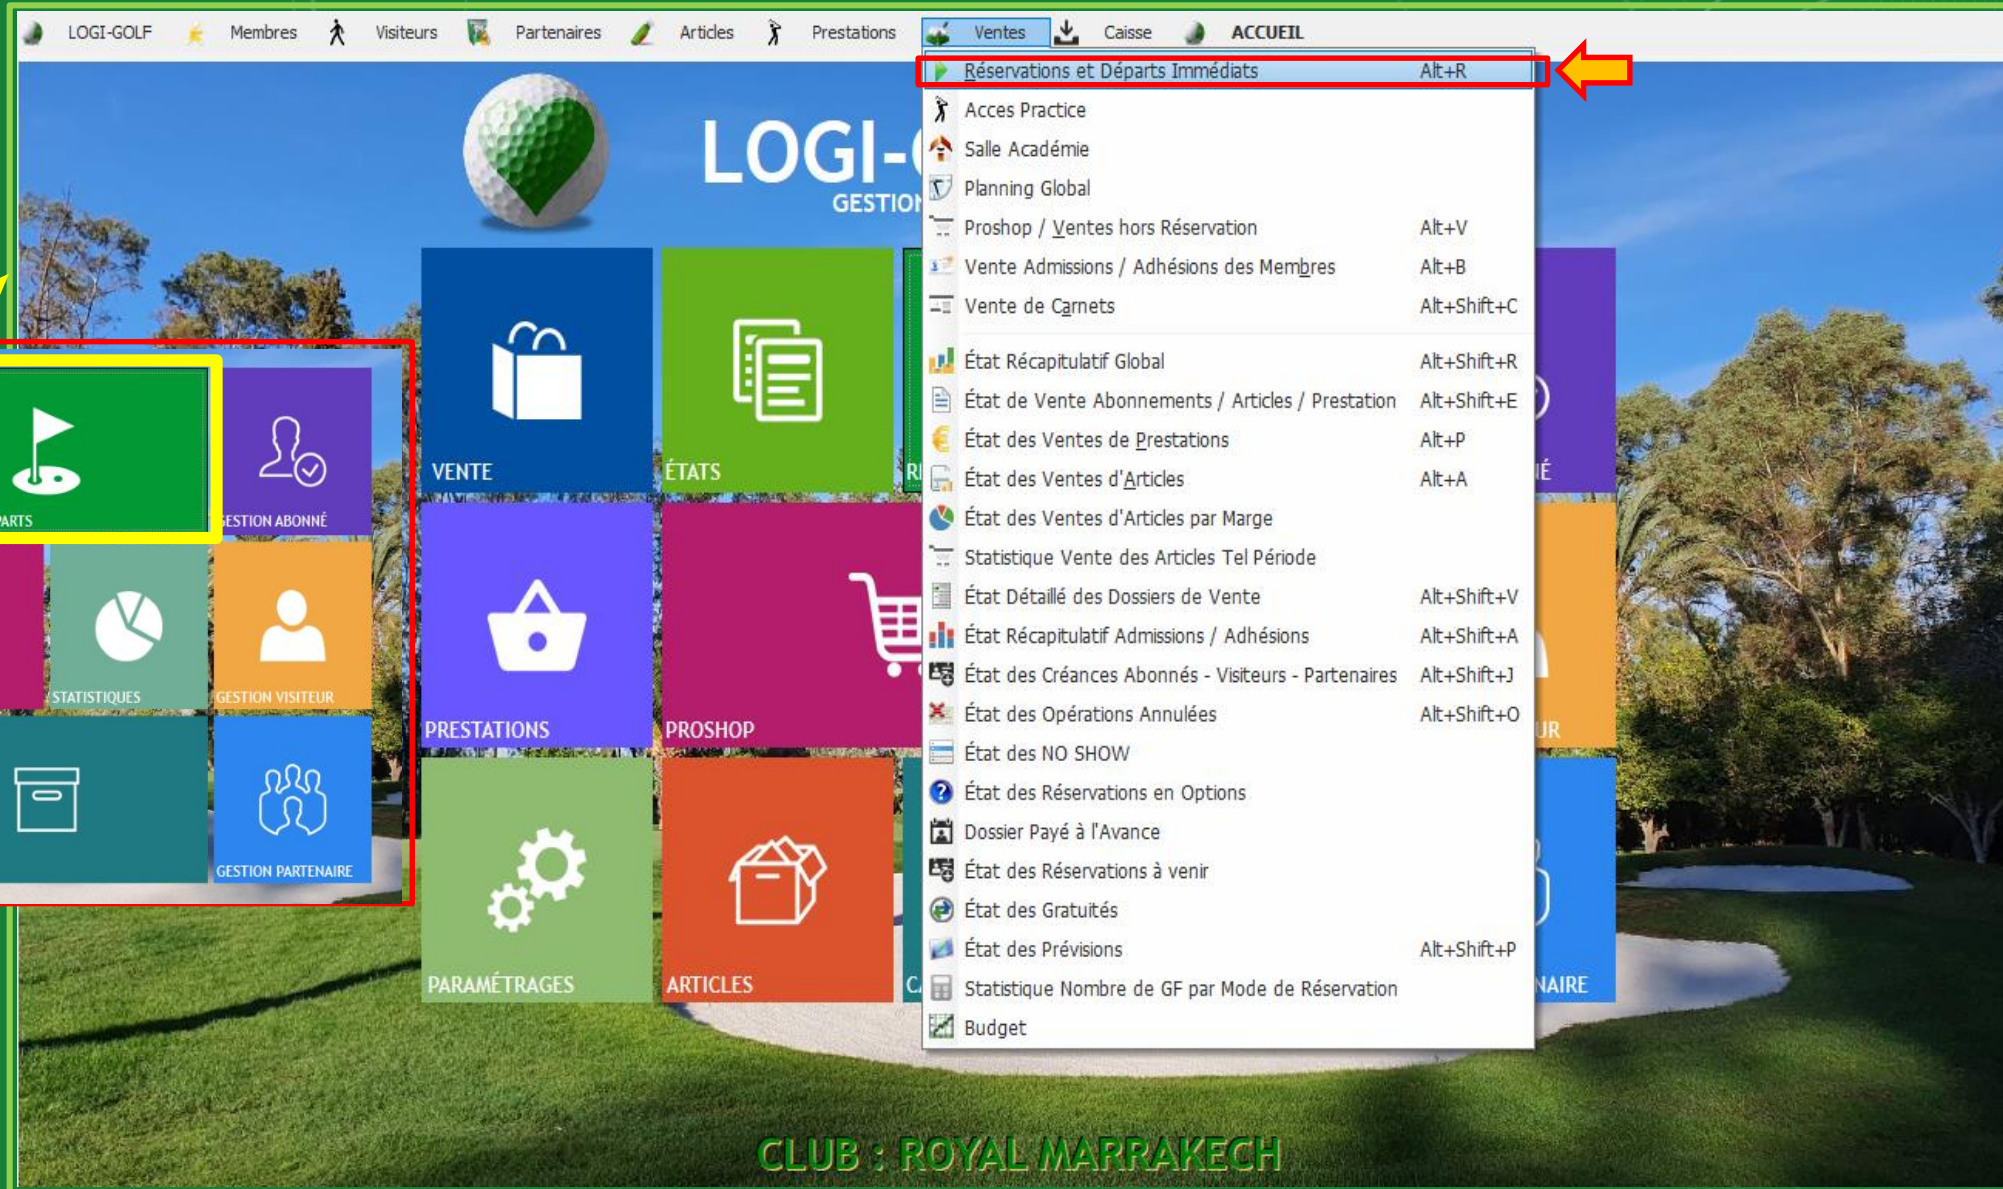 LOGI-GOLF Membres Visiteurs Partenaires Articles Prestations Ventes Caisse ACCUEIL
Réservations et Départs Immédiats Alt+R
Acces Practice
Salle Académie
Planning Global
Proshop / Ventes hors Réservation Alt+V
Vente Admissions / Adhésions des Membres Alt+B
Vente de Carnets Alt+Shift+C
État Récapitulatif Global Alt+Shift+R
État de Vente Abonnements / Articles / Prestation Alt+Shift+E
État des Ventes de Prestations Alt+P
État des Ventes d'Articles Alt+A
État des Ventes d'Articles par Marge
Statistique Vente des Articles Tel Période
État Détaillé des Dossiers de Vente Alt+Shift+V
État Récapitulatif Admissions / Adhésions Alt+Shift+A
État des Créances Abonnés - Visiteurs - Partenaires Alt+Shift+J
État des Opérations Annulées Alt+Shift+O
État des NO SHOW
État des Réservations en Options
Dossier Payé à l'Avance
État des Réservations à venir
État des Gratuités
État des Prévisions Alt+Shift+P
Statistique Nombre de GF par Mode de Réservation
Budget
LOGI-
GESTION
VENTE
ÉTATS
PRESTATIONS
PROSHOP
PARAMÉTRAGES
ARTICLES
NAIRE
UR
É
PARTS
GESTION ABONNÉ
STATISTIQUES
GESTION VISITEUR
GESTION PARTENAIRE
CLUB : ROYAL MARRAKECH